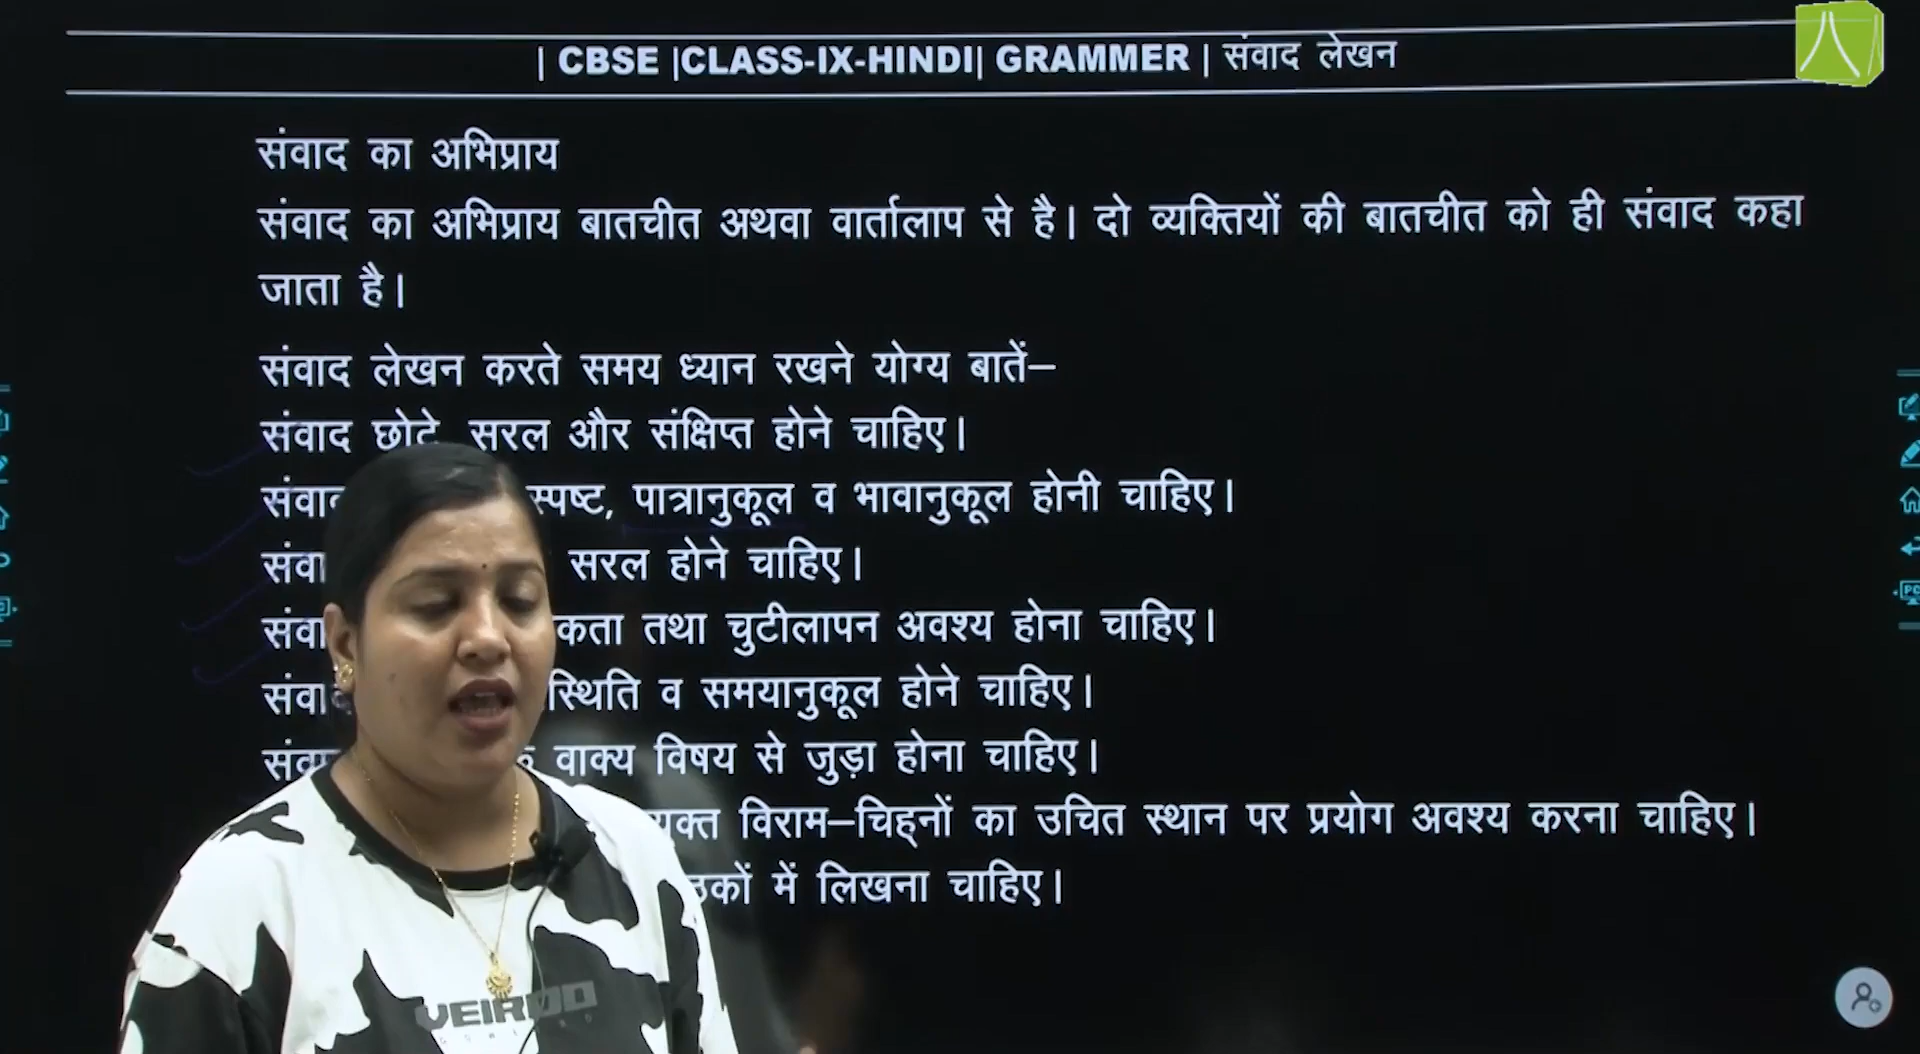 | CBSE |CLASS-IX-HINDI| GRAMMER | संवाद लेखन
संवाद का अभिप्राय
संवाद का अभिप्राय बातचीत अथवा वार्तालाप से है। दो व्यक्तियों की बातचीत को ही संवाद कहा
जाता है।
संवाद लेखन करते समय ध्यान रखने योग्य बातें–
संवाद छोटे, सरल और संक्षिप्त होने चाहिए।
स्पष्ट, पात्रानुकूल व भावानुकूल होनी चाहिए।
सरल होने चाहिए।
तथा चुटीलापन अवश्य होना चाहिए।
व समयानुकूल होने चाहिए।
वाक्य विषय से जुड़ा होना चाहिए।
विराम–चिह्नों का उचित स्थान पर प्रयोग अवश्य करना चाहिए।
में लिखना चाहिए।
VEIRDO